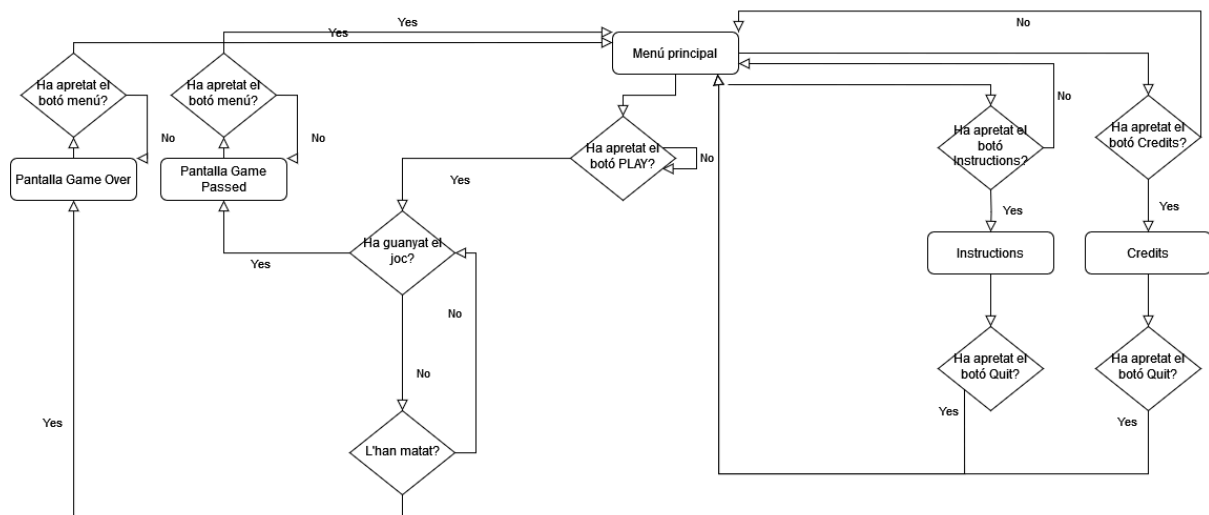 Yes
Yes
No
Menú principal
Ha apretat el
botó menú?
Ha apretat el
botó menú?
No
No
No
Ha apretat el
botó PLAY?
No
Ha apretat el
botó
Instructions?
Ha apretat el
botó Credits?
Pantalla Game Over
Pantalla Game
Passed
Yes
Yes
Yes
Ha guanyat el
joc?
Yes
Instructions
Credits
No
No
Ha apretat el
botó Quit?
Ha apretat el
botó Quit?
Yes
Yes
Yes
L'han matat?